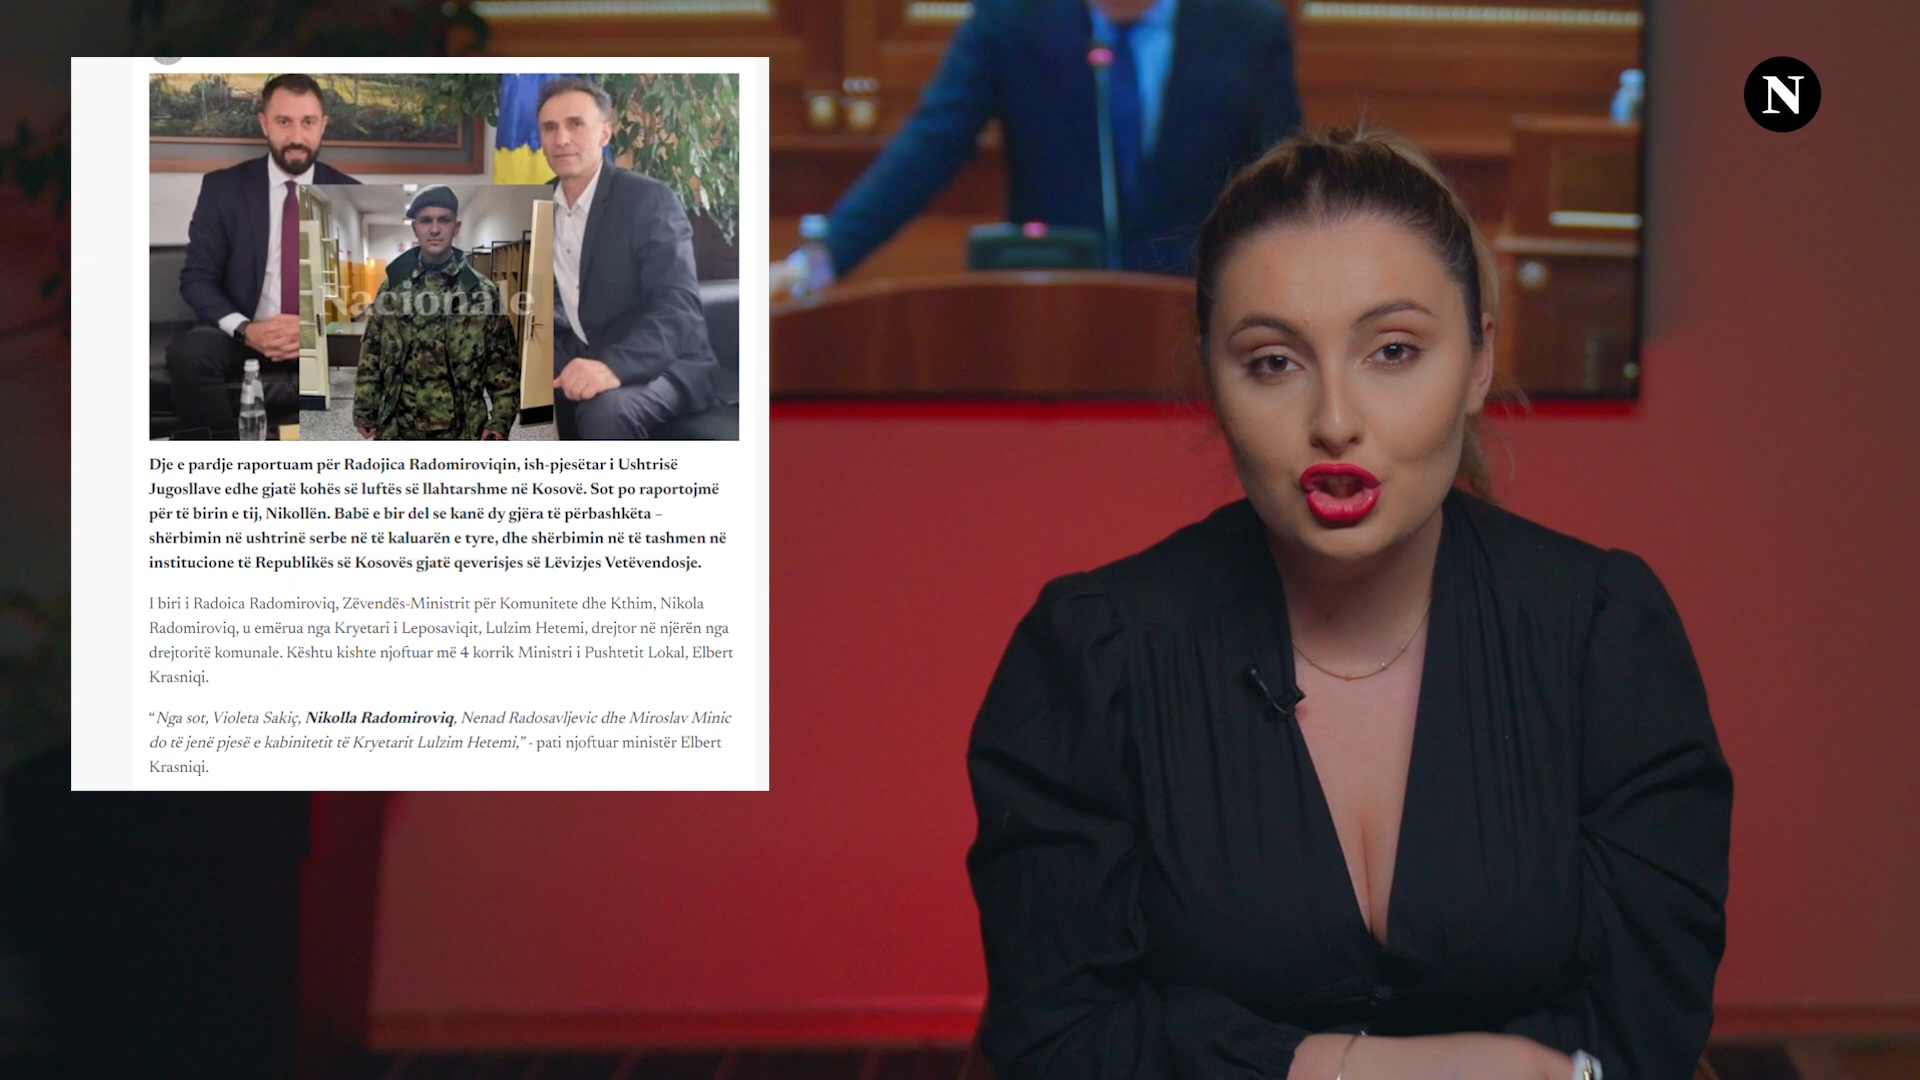 N
Nacionale
Dje e pardje raportuam për Radojica Radomiroviqin, ish-pjesëtar i Ushtrisë
Jugosllave edhe gjatë kohës së luftës së llahtarshme në Kosovë. Sot po raportojmë
për të birin e tij, Nikollën. Babë e bir del se kanë dy gjëra të përbashkëta –
shërbimin në ushtrinë serbe në të kaluarën e tyre, dhe shërbimin në të tashmen në
institucione të Republikës së Kosovës gjatë qeverisjes së Lëvizjes Vetëvendosje.
I biri i Radoica Radomiroviq, Zëvendës-Ministrit për Komunitete dhe Kthim, Nikola
Radomiroviq, u emërua nga Kryetari i Leposaviqit, Lulzim Hetemi, drejtor në njërën nga
drejtoritë komunale. Kështu kishte njoftuar më 4 korrik Ministri i Pushtetit Lokal, Elbert
Krasniqi.
“Nga sot, Violeta Sakiç, Nikolla Radomiroviq, Nenad Radosavljevic dhe Miroslav Minic
do të jenë pjesë e kabinitetit të Kryetarit Lulzim Hetemi,” - pati njoftuar ministër Elbert
Krasniqi.